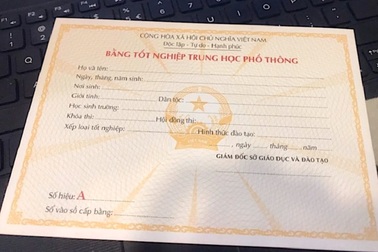 CỘNG HÒA XÃ HỘI CHỦ NGHĨA VIỆT NAM
Độc lập - Tự do - Hạnh phúc
BẰNG TỐT NGHIỆP TRUNG HỌC PHỔ THÔNG
Họ và tên:
Ngày, tháng, năm sinh:
Nơi sinh:
Giới tính: Dân tộc:
Học sinh trường:
Khóa thi: Hội đồng thi:
Xếp loại tốt nghiệp: Hình thức đào tạo:
, ngày tháng năm
GIÁM ĐỐC SỞ GIÁO DỤC VÀ ĐÀO TẠO
Số hiệu: A
Số vào sổ cấp bằng: